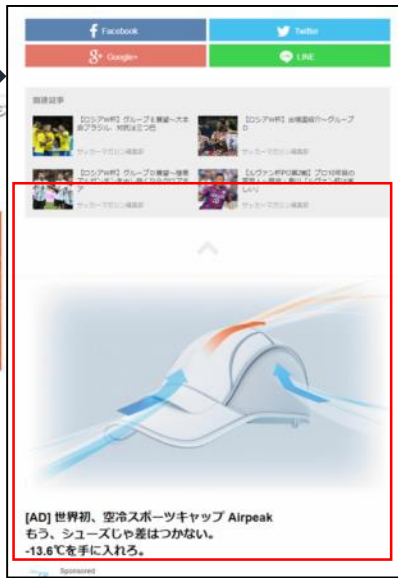 Facebook
Twitter
Google+
LINE
関連記事
【ロシアW杯】グループE展望~大本
命ブラジル、対抗は三つ巴
サッカーマガジン編集部
【ロシアW杯】出場国紹介~グループ
D
サッカーマガジン編集部
【ロシアW杯】グループD展望~
サッカーマガジン編集部
【ルヴァン杯PO第2戦】プロ10年目の
サッカーマガジン編集部
[AD] 世界初、空冷スポーツキャップ Airpeak
もう、シューズじゃ差はつかない。
-13.6℃を手に入れろ。
Sponsored